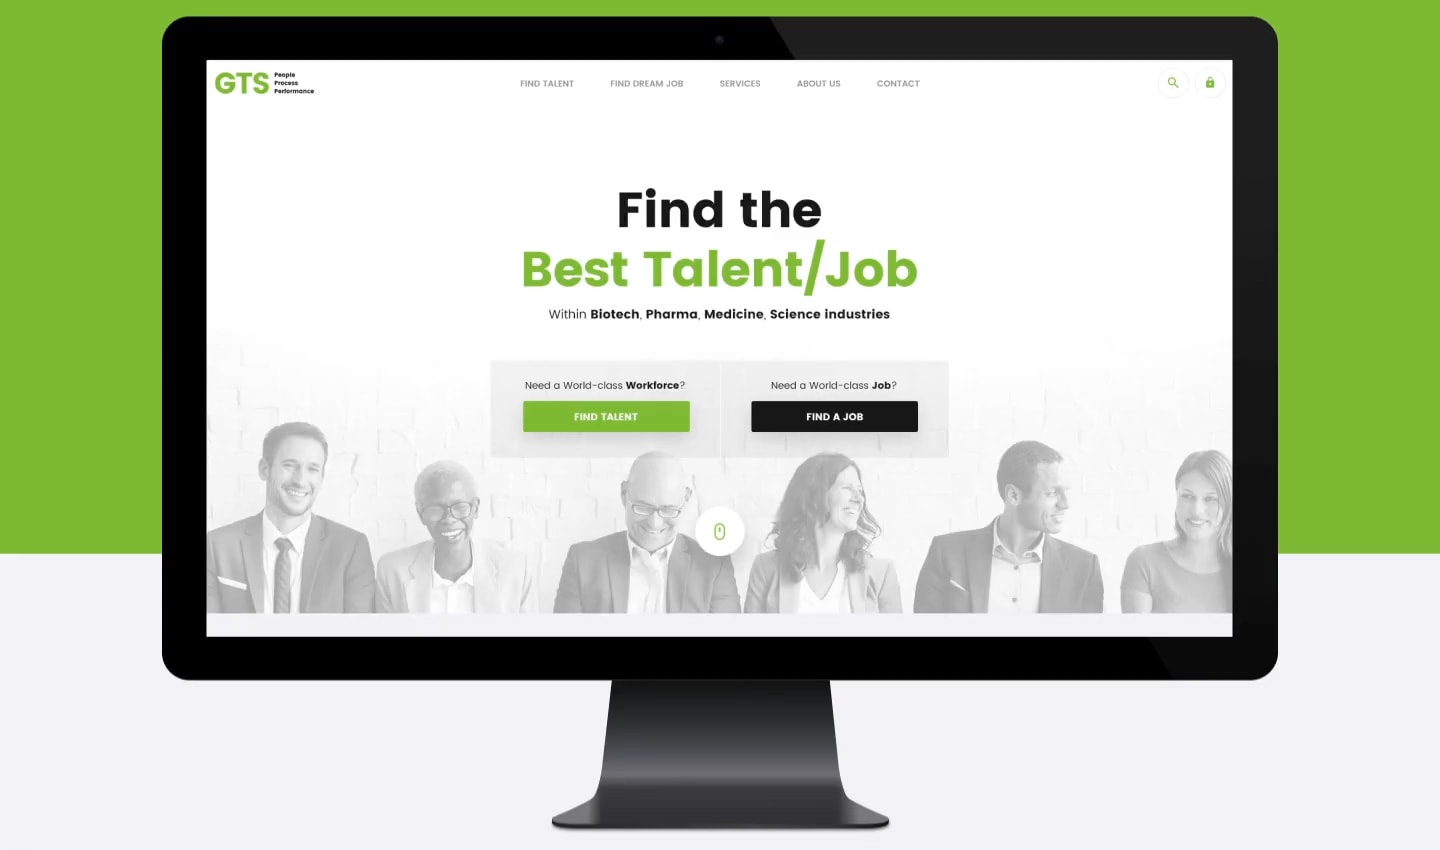 GTS
People
Process
Performance
FIND TALENT
FIND DREAM JOB
SERVICES
ABOUT US
CONTACT
Find the
Best Talent/Job
Within Biotech, Pharma, Medicine, Science industries
Need a World-class Workforce?
FIND TALENT
Need a World-class Job?
FIND A JOB